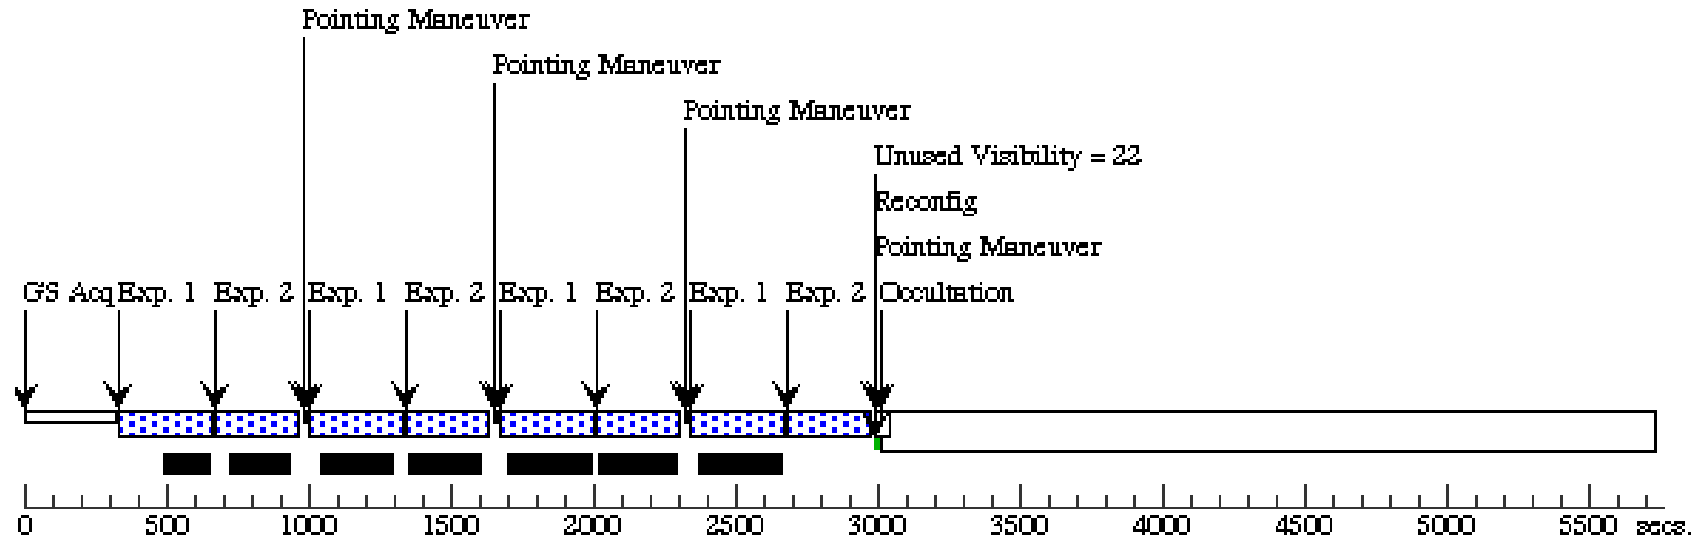 Pointing Maneuver
Pointing Maneuver
Pointing Maneuver
Unused Visibility = 22
Reconfig
Pointing Maneuver
GS Acq Exp. 1 Exp. 2 Exp. 1 Exp. 2 Exp. 1 Exp. 2 Exp. 1 Exp. 2 Occultation
0 500 1000 1500 2000 2500 3000 3500 4000 4500 5000 5500 secs.